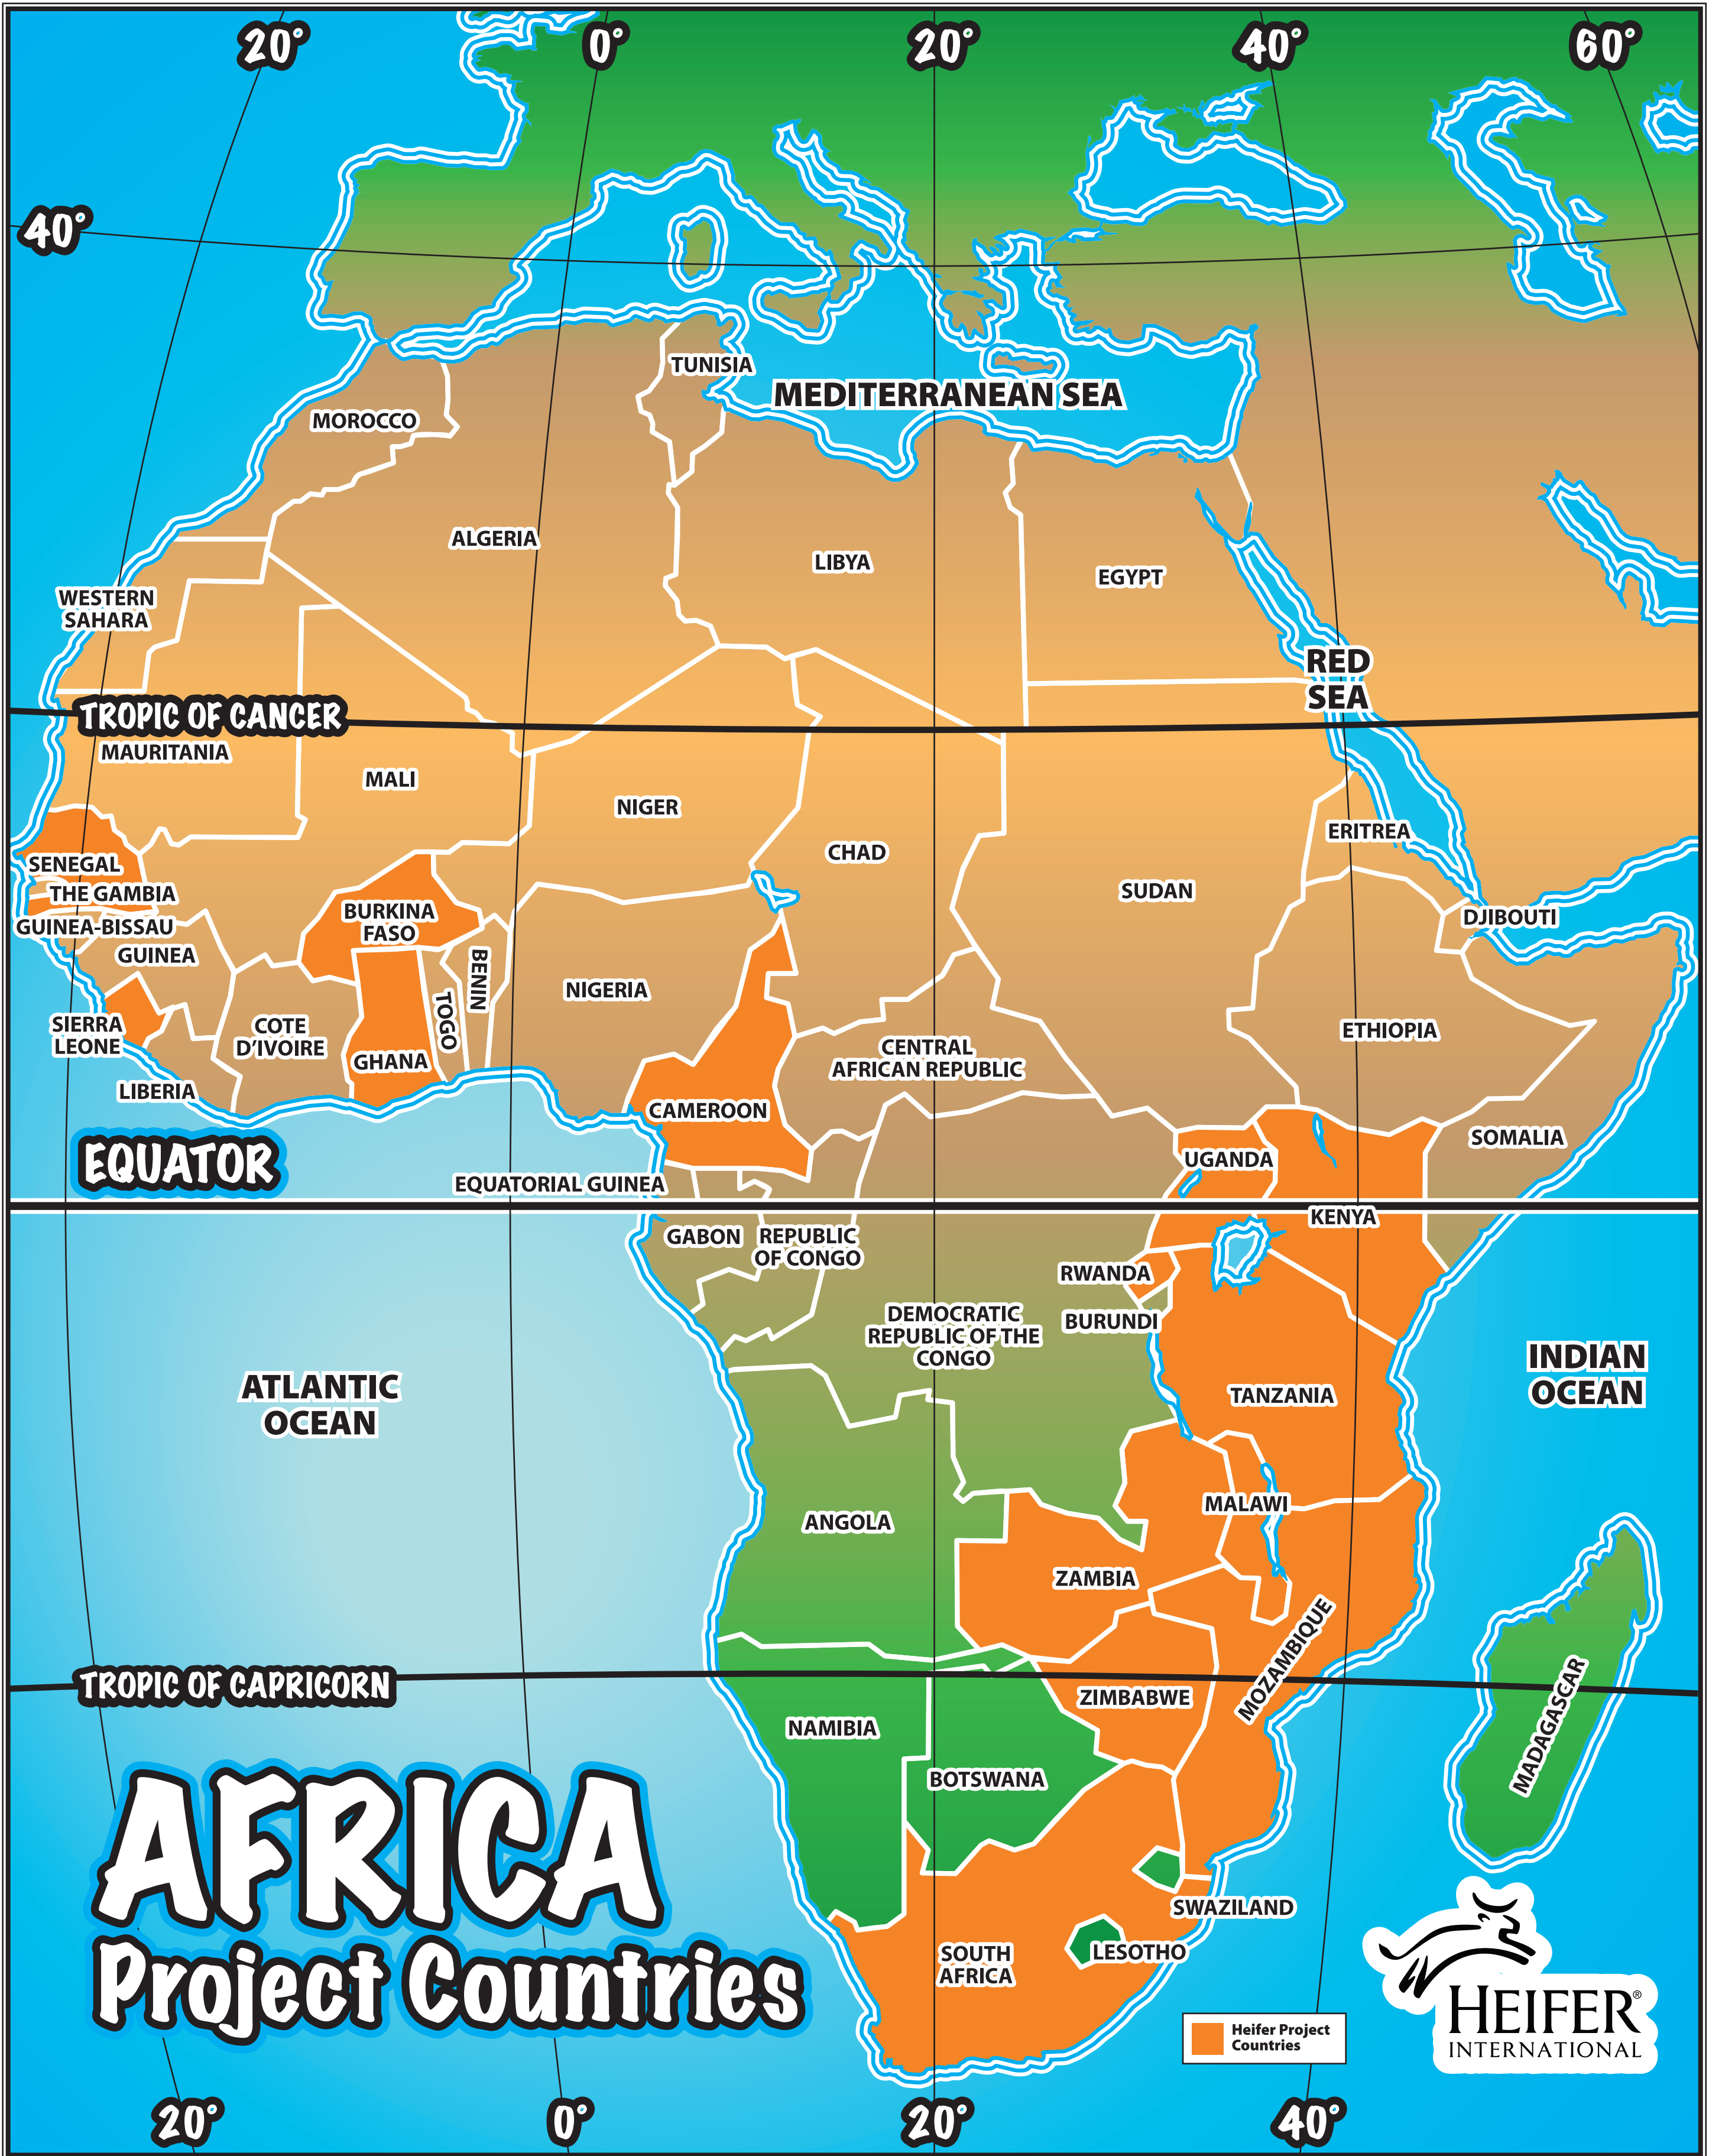 20°
0°
20°
40°
60°
40°
TUNISIA
MEDITERRANEAN SEA
MOROCCO
ALGERIA
LIBYA
EGYPT
WESTERN
SAHARA
RED
SEA
TROPIC OF CANCER
MAURITANIA
MALI
NIGER
ERITREA
CHAD
SENEGAL
SUDAN
THE GAMBIA
BURKINA
FASO
DJIBOUTI
GUINEA-BISSAU
GUINEA
BENIN
NIGERIA
TOGO
SIERRA
LEONE
COTE
D'IVOIRE
ETHIOPIA
CENTRAL
AFRICAN REPUBLIC
GHANA
LIBERIA
CAMEROON
SOMALIA
EQUATOR
UGANDA
EQUATORIAL GUINEA
KENYA
GABON
REPUBLIC
OF CONGO
RWANDA
BURUNDI
DEMOCRATIC
REPUBLIC OF THE
CONGO
INDIAN
OCEAN
ATLANTIC
OCEAN
TANZANIA
MALAWI
ANGOLA
ZAMBIA
MOZAMBIQUE
TROPIC OF CAPRICORN
ZIMBABWE
MADAGASCAR
NAMIBIA
BOTSWANA
AFRICA
Project Countries
SWAZILAND
LESOTHO
SOUTH
AFRICA
Heifer Project
Countries
HEIFER®
INTERNATIONAL
20°
0°
20°
40°